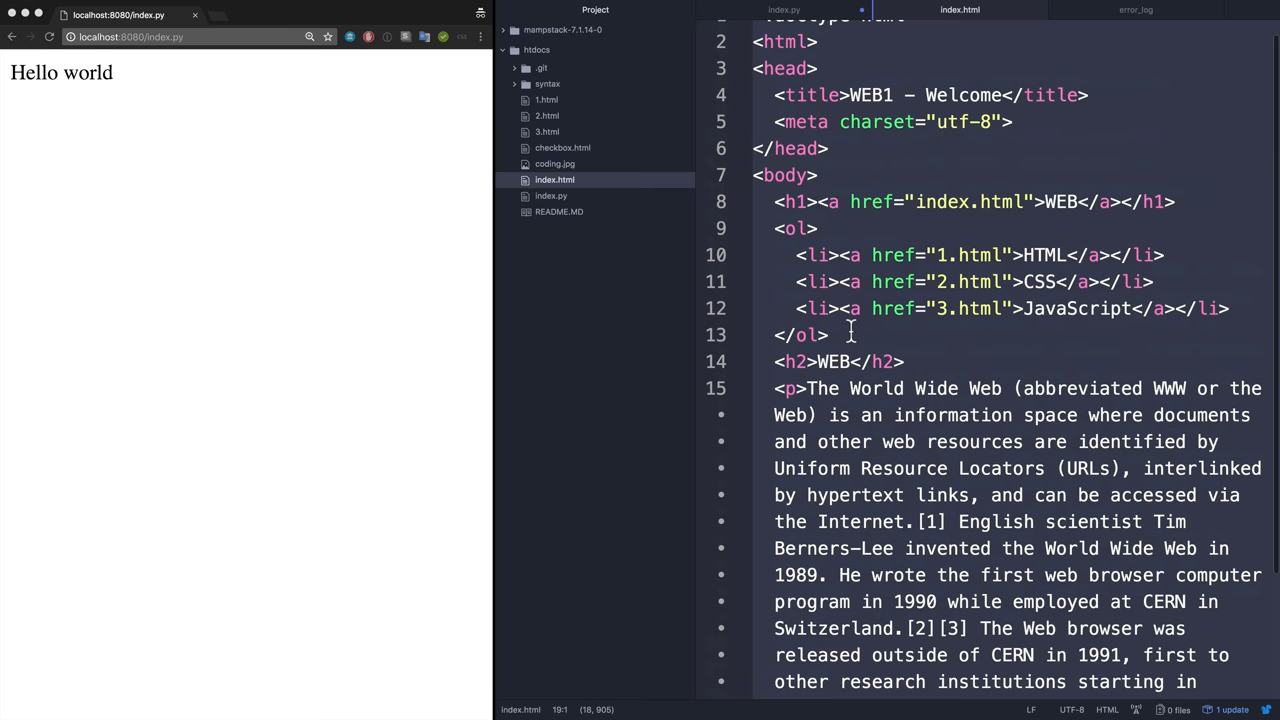 localhost:8080/index.py
localhost:8080/index.py
Hello world
Project
mampstack-7.1.14-0
htdocs
.git
syntax
1.html
2.html
3.html
checkbox.html
coding.jpg
index.html
index.py
README.MD
index.py
index.html
error_log
2 <html>
3 <head>
4 <title>WEB1 - Welcome</title>
5 <meta charset="utf-8">
6 </head>
7 <body>
8 <h1><a href="index.html">WEB</a></h1>
9 <ol>
10 <li><a href="1.html">HTML</a></li>
11 <li><a href="2.html">CSS</a></li>
12 <li><a href="3.html">JavaScript</a></li>
13 </ol>
14 <h2>WEB</h2>
15 <p>The World Wide Web (abbreviated WWW or the
Web) is an information space where documents
and other web resources are identified by
Uniform Resource Locators (URLs), interlinked
by hypertext links, and can be accessed via
the Internet.[1] English scientist Tim
Berners-Lee invented the World Wide Web in
1989. He wrote the first web browser computer
program in 1990 while employed at CERN in
Switzerland.[2][3] The Web browser was
released outside of CERN in 1991, first to
other research institutions starting in
index.html 19:1 (18, 905)
LF UTF-8 HTML 0 files 1 update